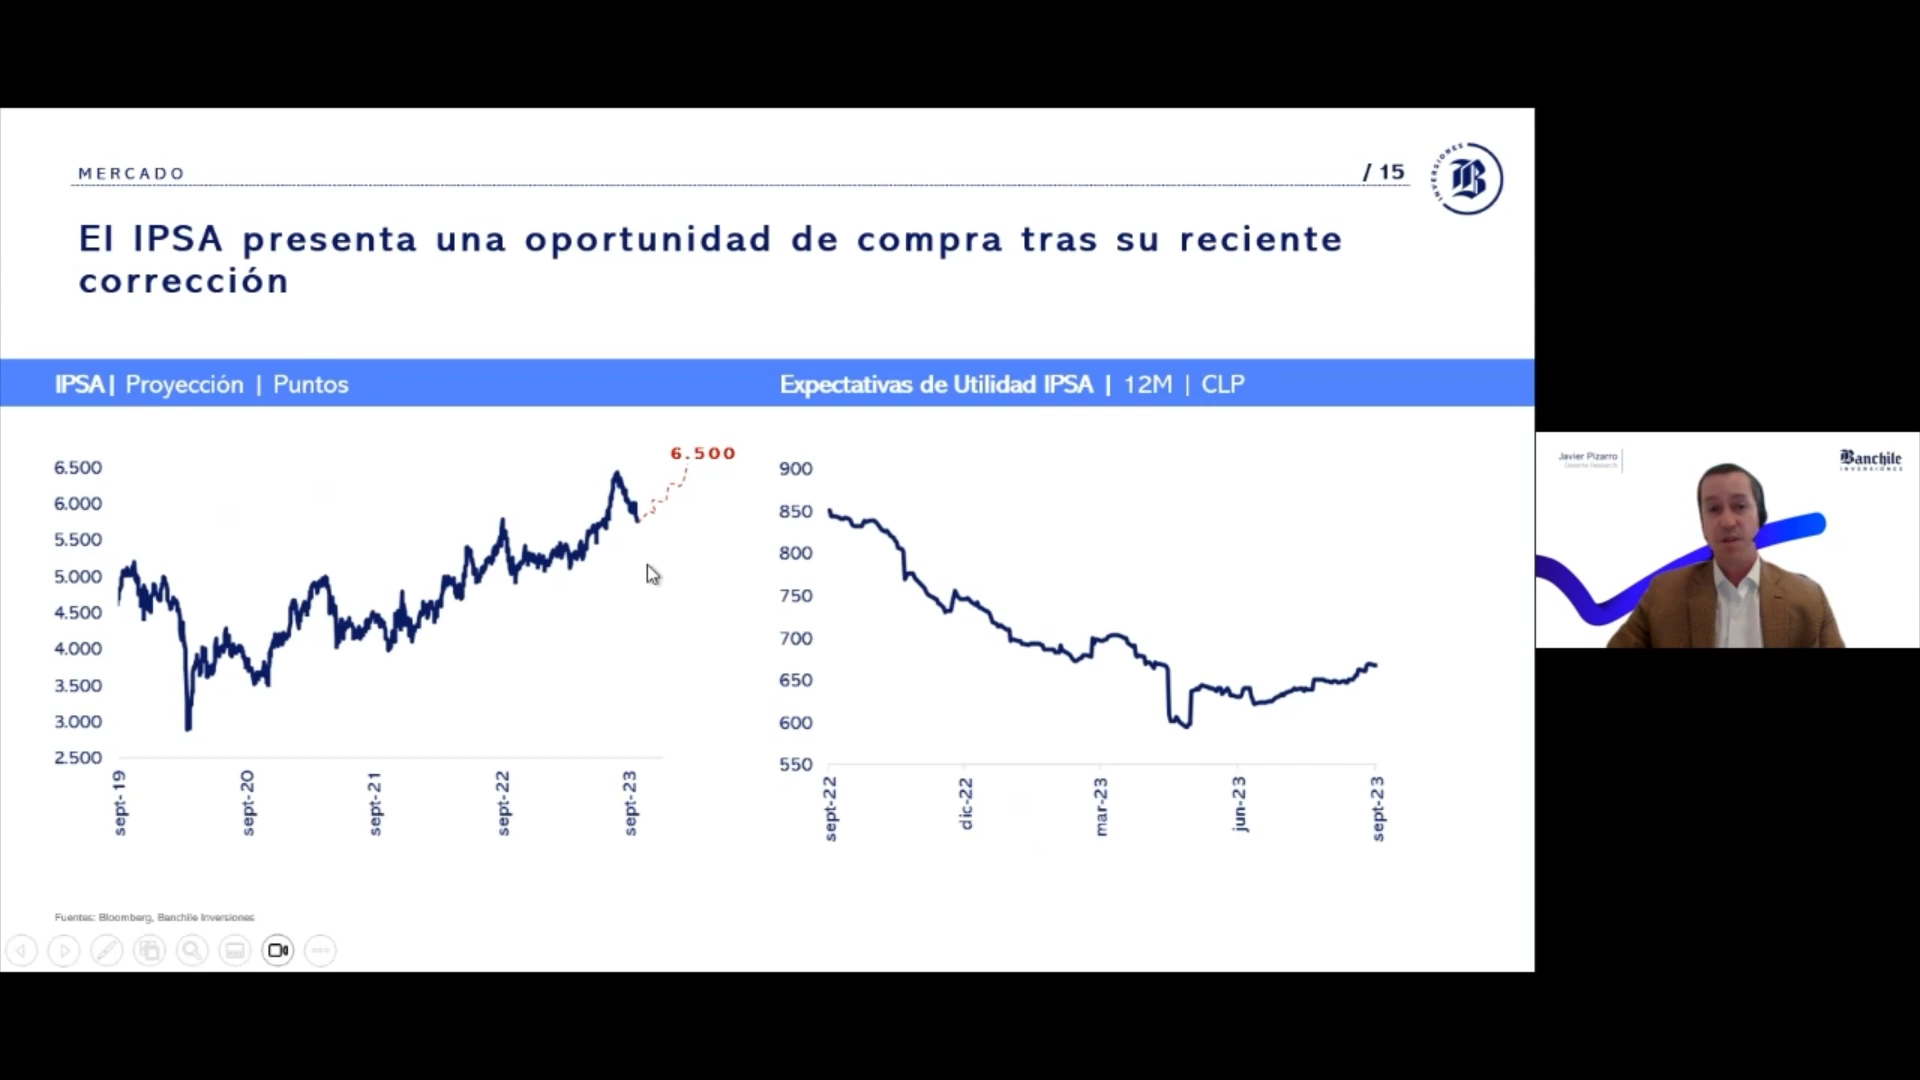 MERCADO
/ 15
INVERSIONES
B
El IPSA presenta una oportunidad de compra tras su reciente
corrección
IPSA| Proyección | Puntos
Expectativas de Utilidad IPSA | 12M | CLP
6.500
6.500
6.000
5.500
5.000
4.500
4.000
3.500
3.000
2.500
sept-19
sept-20
sept-21
sept-22
sept-23
900
850
800
750
700
650
600
550
sept-22
dic-22
mar-23
jun-23
sept-23
Fuentes: Bloomberg, Banchile Inversiones
Javier Pizarro
Gerente Research
Banchile
INVERSIONES